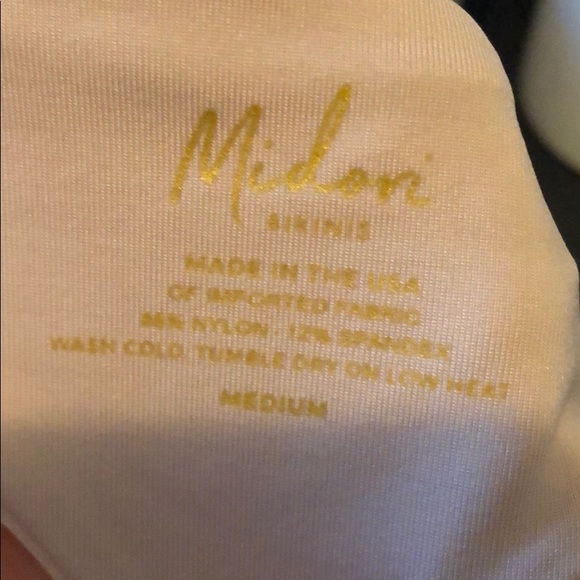 Midori
BIKINIS
MADE IN THE USA
OF IMPORTED FABRIC
NYLON - 12% SPANDEX
WASH COLD. TUMBLE DRY ON LOW HEAT
MEDIUM